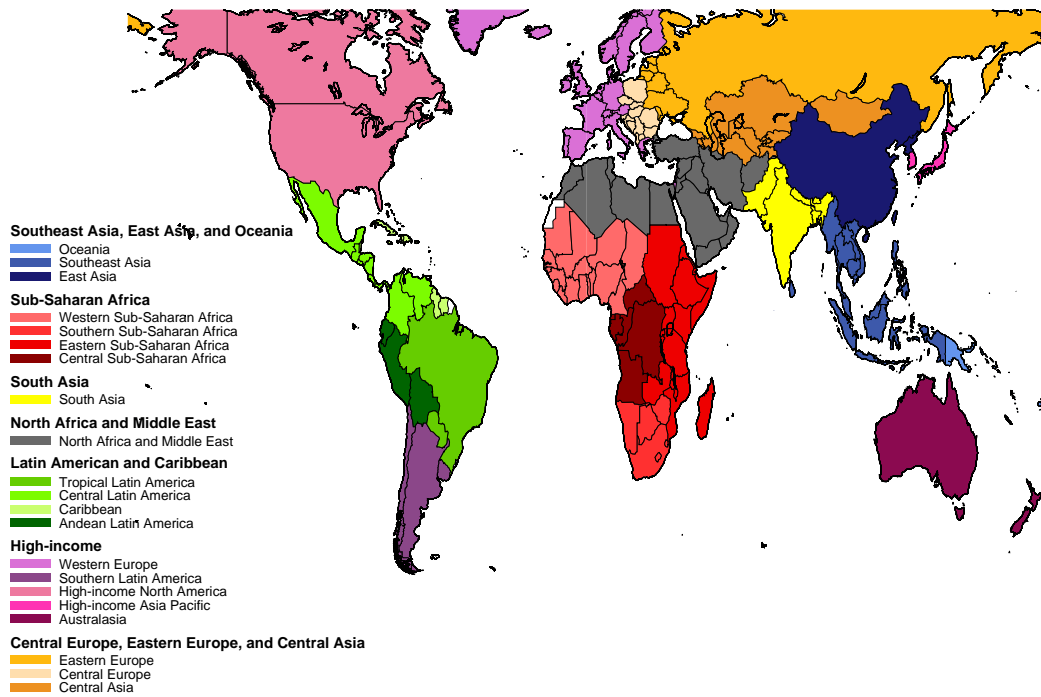 Southeast Asia, East Asia, and Oceania
Oceania
Southeast Asia
East Asia
Sub-Saharan Africa
Western Sub-Saharan Africa
Southern Sub-Saharan Africa
Eastern Sub-Saharan Africa
Central Sub-Saharan Africa
South Asia
South Asia
North Africa and Middle East
North Africa and Middle East
Latin American and Caribbean
Tropical Latin America
Central Latin America
Caribbean
Andean Latin America
High-income
Western Europe
Southern Latin America
High-income North America
High-income Asia Pacific
Australasia
Central Europe, Eastern Europe, and Central Asia
Eastern Europe
Central Europe
Central Asia